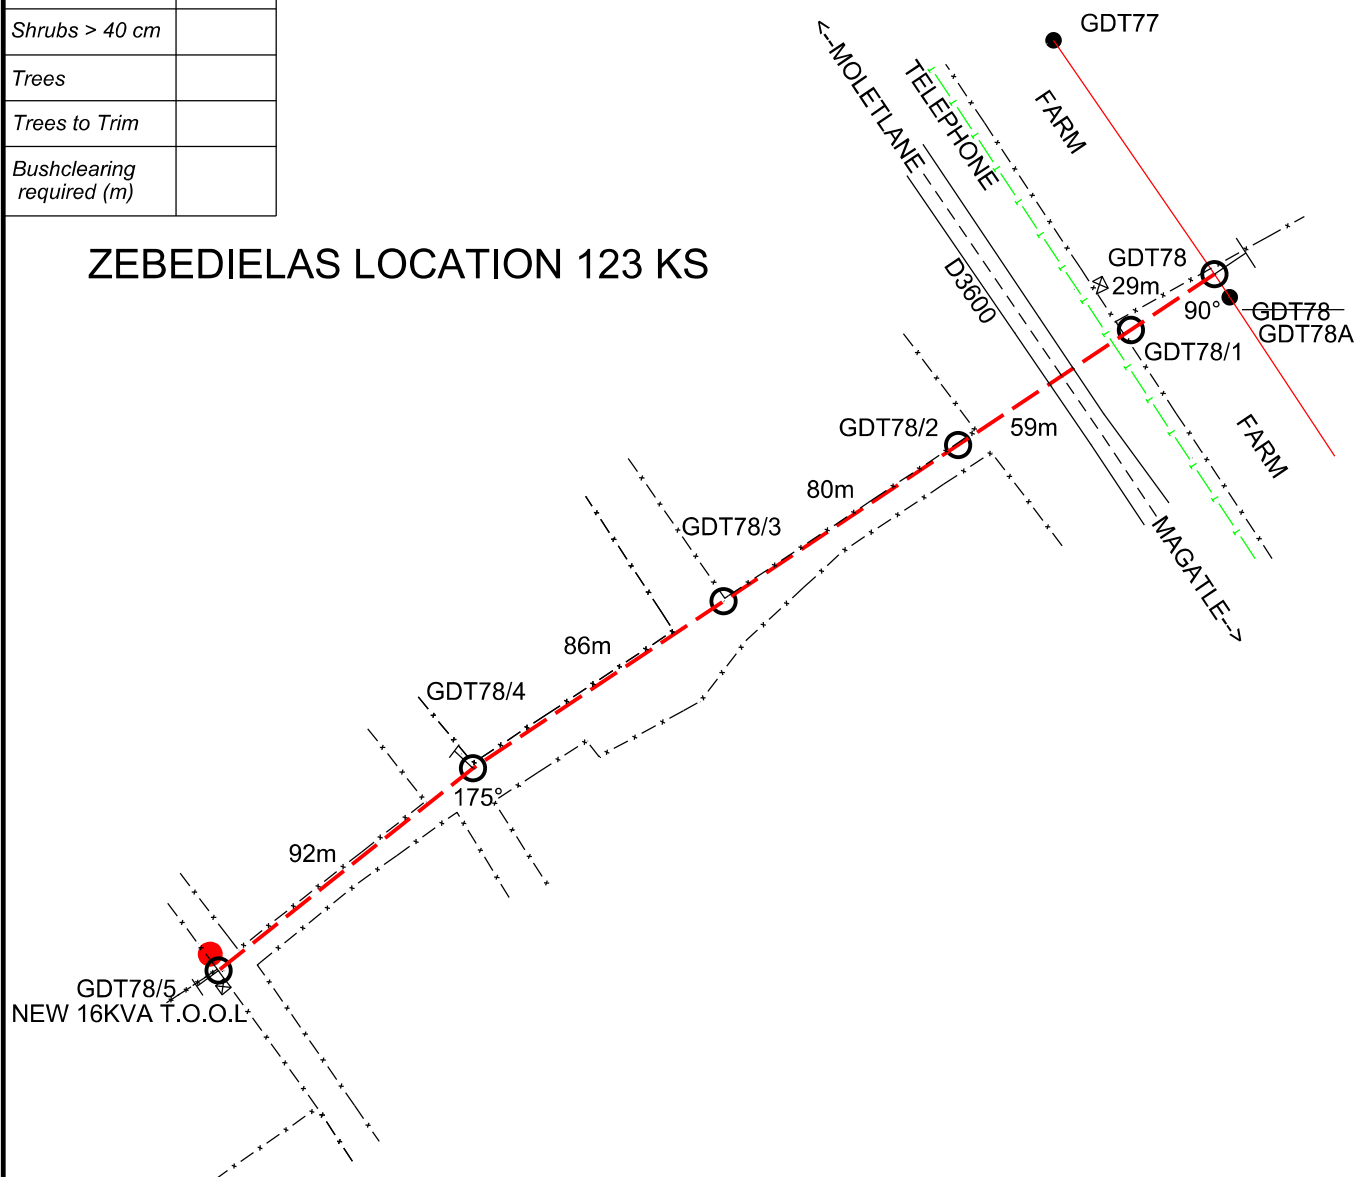 Shrubs > 40 cm
Trees
Trees to Trim
Bushclearing
required (m)
ZEBEDIELAS LOCATION 123 KS
GDT77
<--MOLETLANE
TELEPHONE
FARM
D3600
GDT78
29m
90°
GDT78
GDT78A
GDT78/1
GDT78/2
59m
FARM
80m
GDT78/3
MAGATLE-->
86m
GDT78/4
175°
92m
GDT78/5
NEW 16KVA T.O.O.L